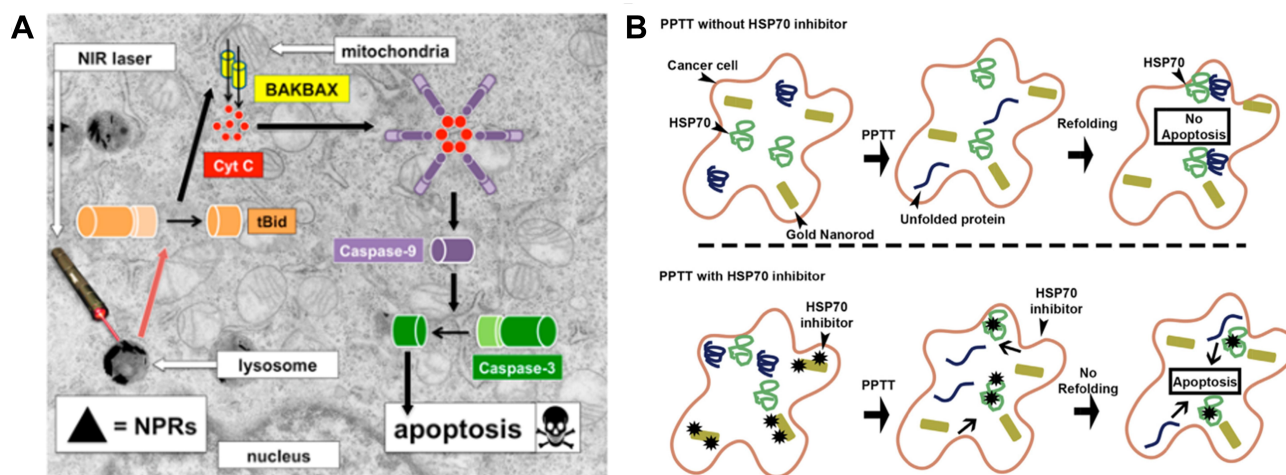 A
NIR laser
mitochondria
BAKBAX
Cyt C
tBid
Caspase-9
Caspase-3
lysosome
▲ = NPRs
apoptosis
nucleus
B
PPTT without HSP70 inhibitor
Cancer cell
HSP70
PPTT
Unfolded protein
Gold Nanorod
Refolding
HSP70
No
Apoptosis
PPTT with HSP70 inhibitor
HSP70
inhibitor
PPTT
HSP70
inhibitor
No
Refolding
Apoptosis